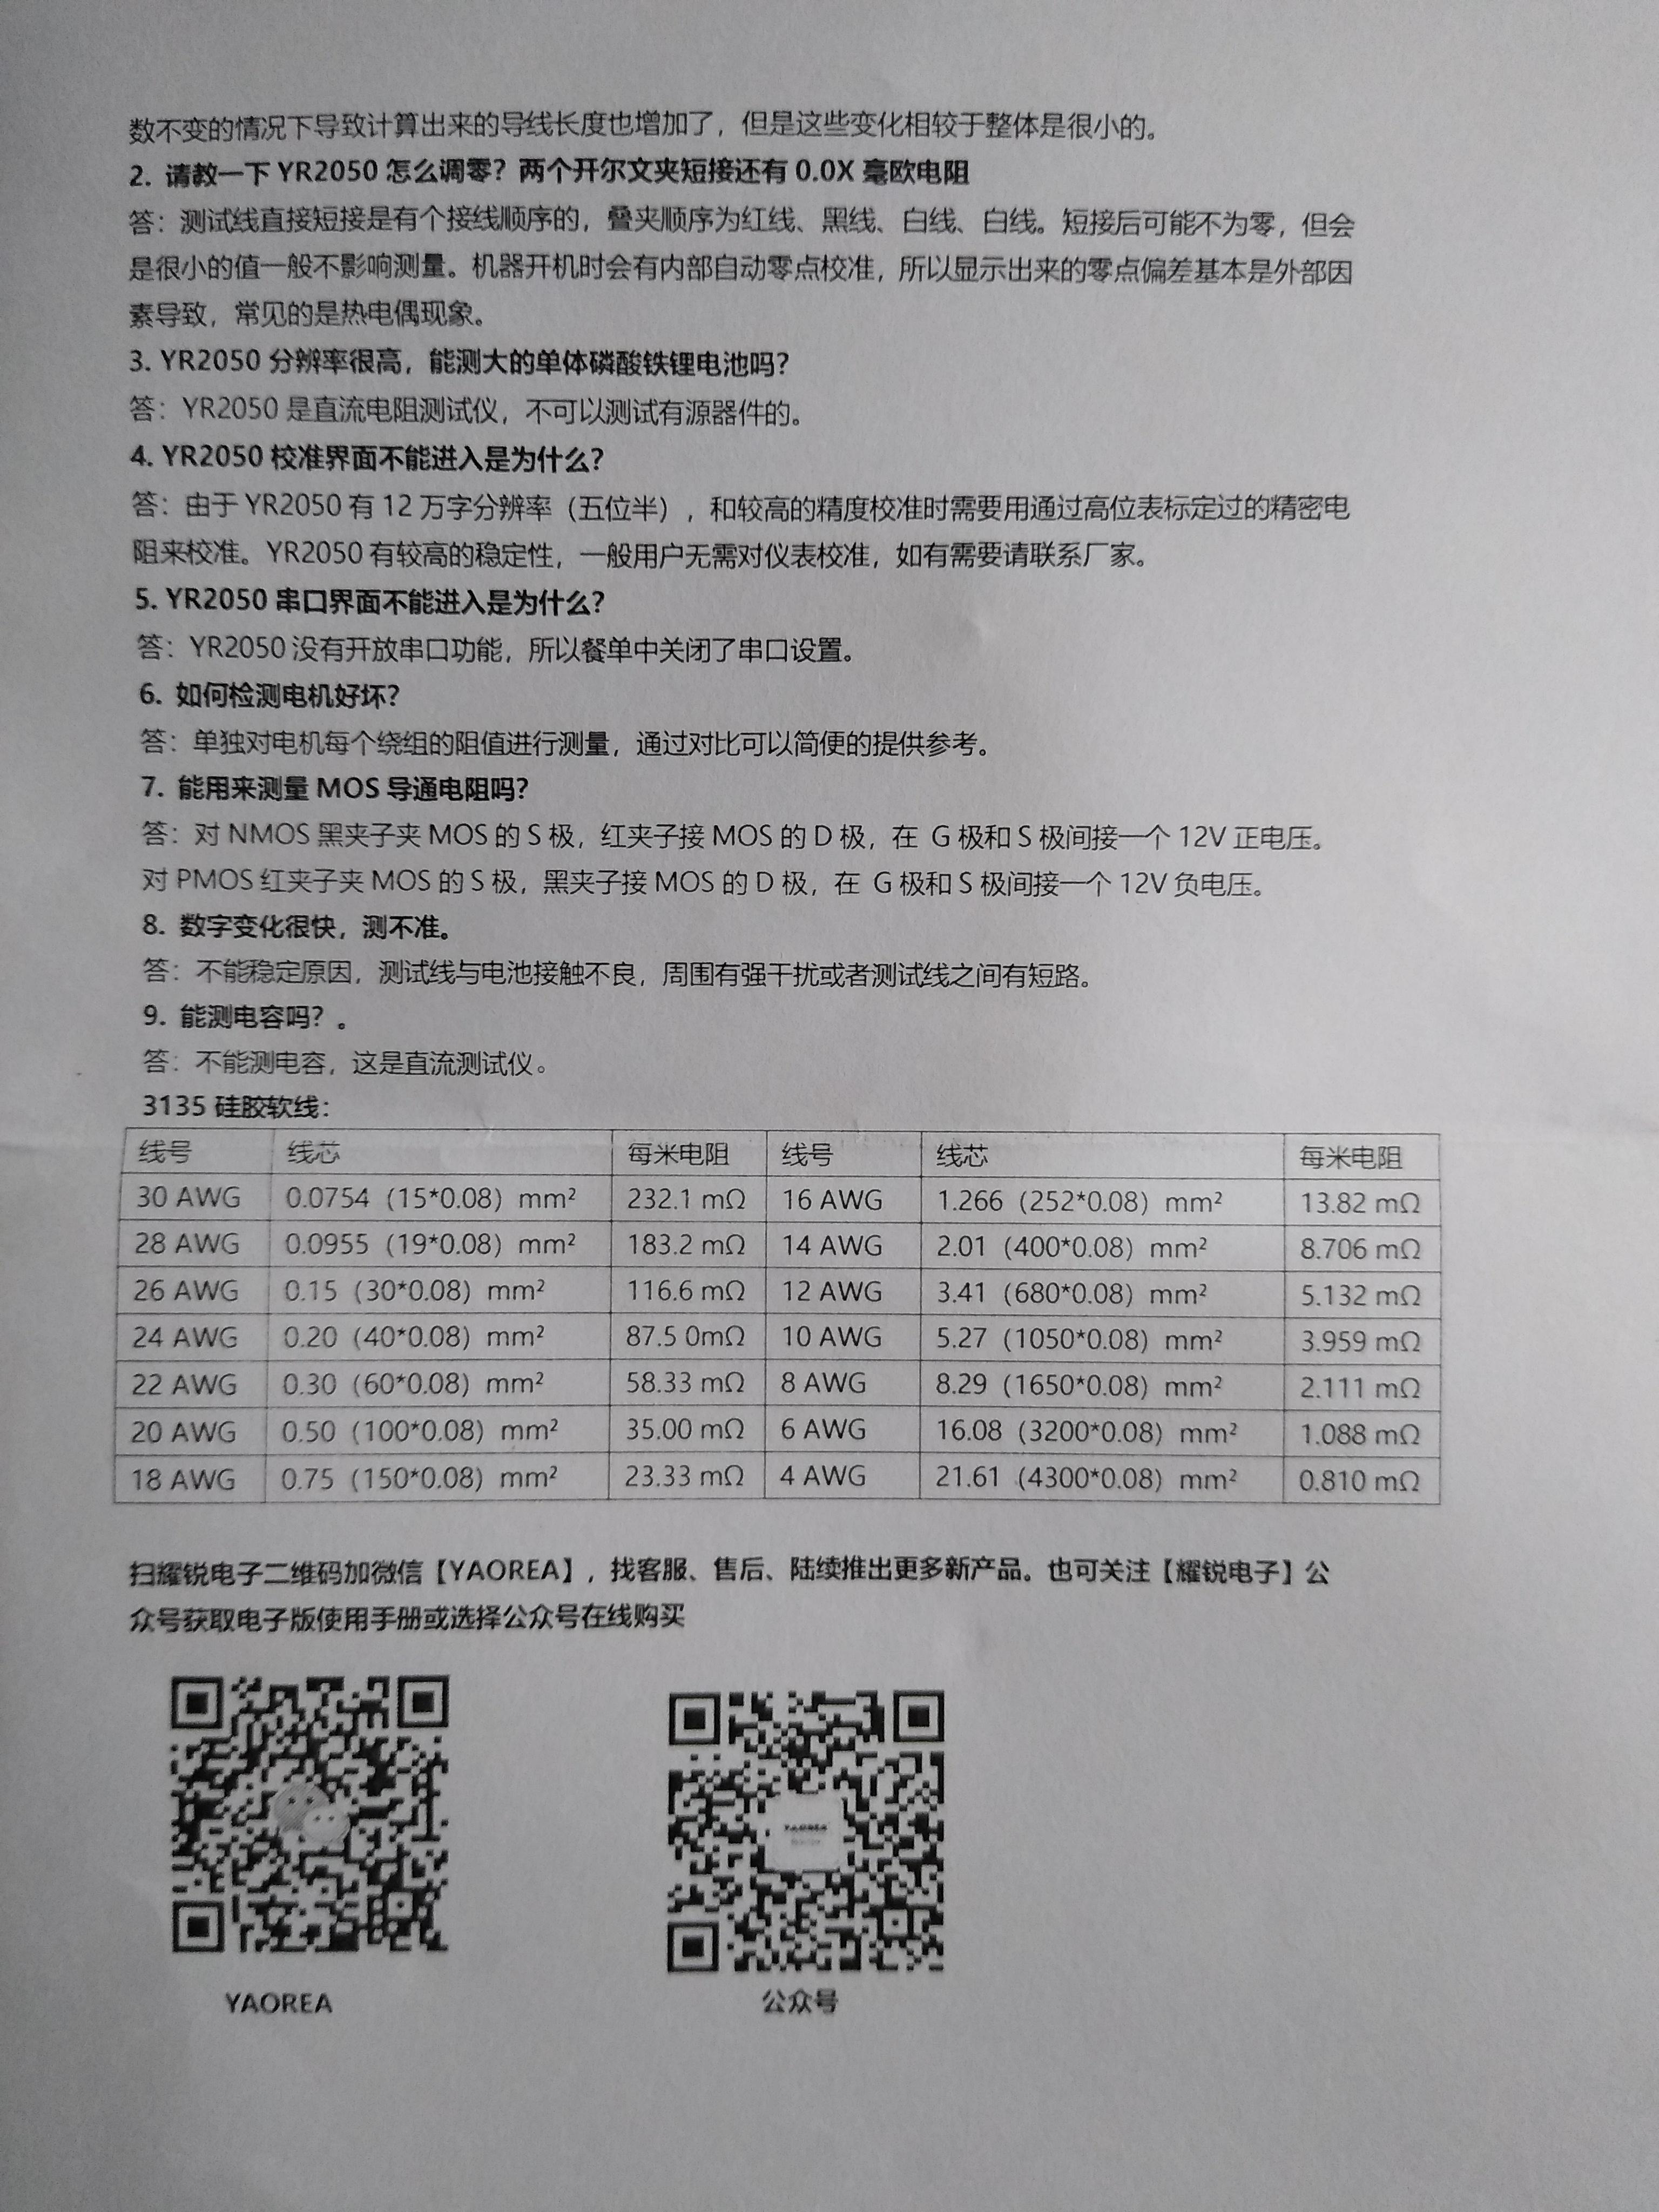 数不变的情况下导致计算出来的导线长度也增加了，但是这些变化相较于整体是很小的。
2. 请教一下 YR2050 怎么调零？两个开尔文夹短接还有 0.0X 毫欧电阻
答：测试线直接短接是有个接线顺序的，叠夹顺序为红线、黑线、白线、白线。短接后可能不为零，但会
是很小的值一般不影响测量。机器开机时会有内部自动零点校准，所以显示出来的零点偏差基本是外部因
素导致，常见的是热电偶现象。
3. YR2050 分辨率很高，能测大的单体磷酸铁锂电池吗？
答：YR2050 是直流电阻测试仪，不可以测试有源器件的。
4. YR2050 校准界面不能进入是为什么？
答：由于 YR2050 有 12 万字分辨率（五位半），和较高的精度校准时需要用通过高位表标定过的精密电
阻来校准。YR2050 有较高的稳定性，一般用户无需对仪表校准，如有需要请联系厂家。
5. YR2050 串口界面不能进入是为什么？
答：YR2050 没有开放串口功能，所以餐单中关闭了串口设置。
6. 如何检测电机好坏？
答：单独对电机每个绕组的阻值进行测量，通过对比可以简便的提供参考。
7. 能用来测量 MOS 导通电阻吗？
答：对 NMOS 黑夹子夹 MOS 的 S 极，红夹子接 MOS 的 D 极，在 G 极和 S 极间接一个 12V 正电压。
对 PMOS 红夹子夹 MOS 的 S 极，黑夹子接 MOS 的 D 极，在 G 极和 S 极间接一个 12V 负电压。
8. 数字变化很快，测不准。
答：不能稳定原因，测试线与电池接触不良，周围有强干扰或者测试线之间有短路。
9. 能测电容吗？。
答：不能测电容，这是直流测试仪。
3135 硅胶软线：
线号 线芯 每米电阻 线号 线芯 每米电阻
30 AWG 0.0754（15*0.08）mm² 232.1 mΩ 16 AWG 1.266（252*0.08）mm² 13.82 mΩ
28 AWG 0.0955（19*0.08）mm² 183.2 mΩ 14 AWG 2.01（400*0.08）mm² 8.706 mΩ
26 AWG 0.15（30*0.08）mm² 116.6 mΩ 12 AWG 3.41（680*0.08）mm² 5.132 mΩ
24 AWG 0.20（40*0.08）mm² 87.5 0mΩ 10 AWG 5.27（1050*0.08）mm² 3.959 mΩ
22 AWG 0.30（60*0.08）mm² 58.33 mΩ 8 AWG 8.29（1650*0.08）mm² 2.111 mΩ
20 AWG 0.50（100*0.08）mm² 35.00 mΩ 6 AWG 16.08（3200*0.08）mm² 1.088 mΩ
18 AWG 0.75（150*0.08）mm² 23.33 mΩ 4 AWG 21.61（4300*0.08）mm² 0.810 mΩ
扫耀锐电子二维码加微信【YAOREA】，找客服、售后、陆续推出更多新产品。也可关注【耀锐电子】公
众号获取电子版使用手册或选择公众号在线购买
YAOREA
YAOREA 公众号